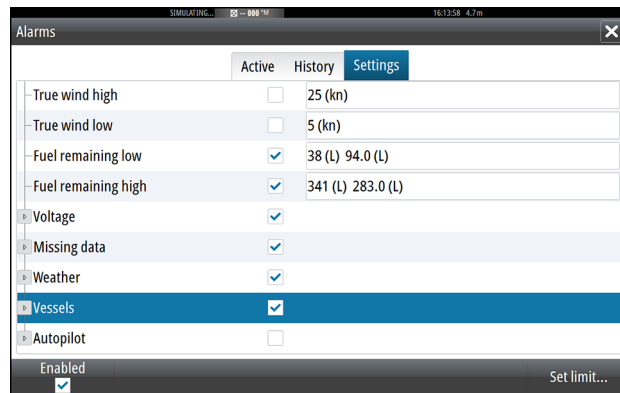 SIMULATING... -- 000 °M 16:13:58 4.7 m
Alarms
Active History Settings
True wind high 25 (kn)
True wind low 5 (kn)
Fuel remaining low 38 (L) 94.0 (L)
Fuel remaining high 341 (L) 283.0 (L)
Voltage
Missing data
Weather
Vessels
Autopilot
Enabled
Set limit...